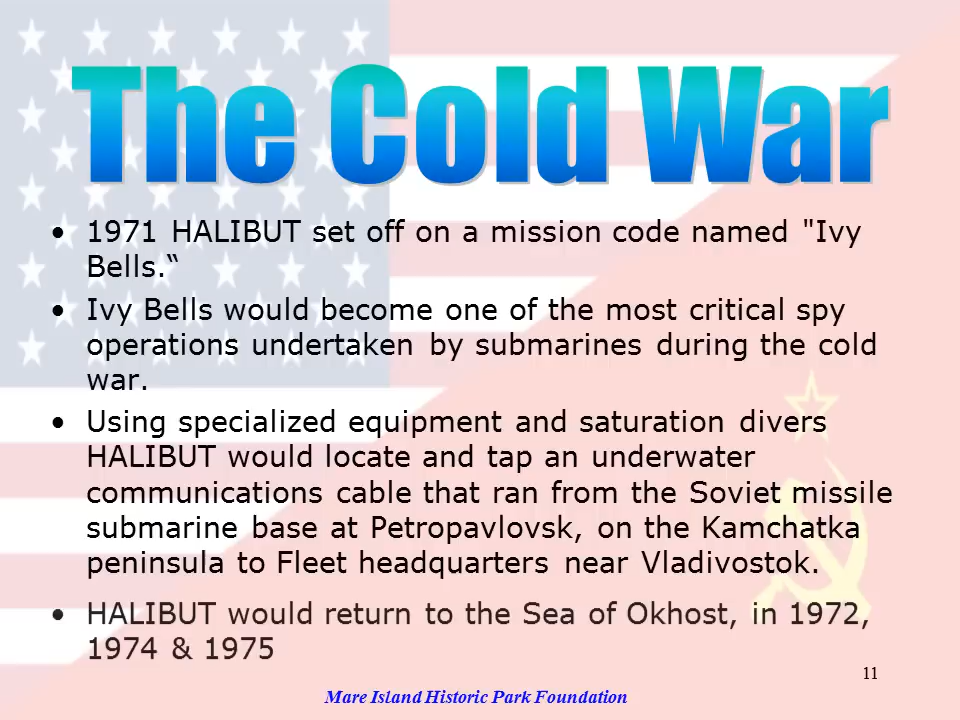 The Cold War
• 1971 HALIBUT set off on a mission code named "Ivy
Bells.“
• Ivy Bells would become one of the most critical spy
operations undertaken by submarines during the cold
war.
• Using specialized equipment and saturation divers
HALIBUT would locate and tap an underwater
communications cable that ran from the Soviet missile
submarine base at Petropavlovsk, on the Kamchatka
peninsula to Fleet headquarters near Vladivostok.
• HALIBUT would return to the Sea of Okhost, in 1972,
1974 & 1975
11
Mare Island Historic Park Foundation